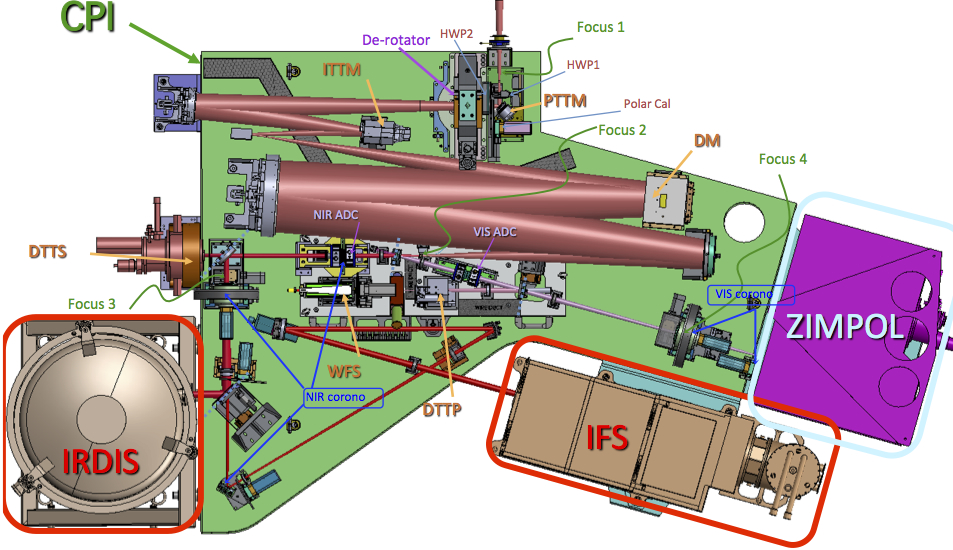 CPI
Focus 1
HWP2
De-rotator
HWP1
ITTM
PTTM
Polar Cal
Focus 2
DM
Focus 4
NIR ADC
VIS ADC
DTTS
Focus 3
VIS corono
ZIMPOL
WFS
NIR corono
DTTP
IRDIS
IFS